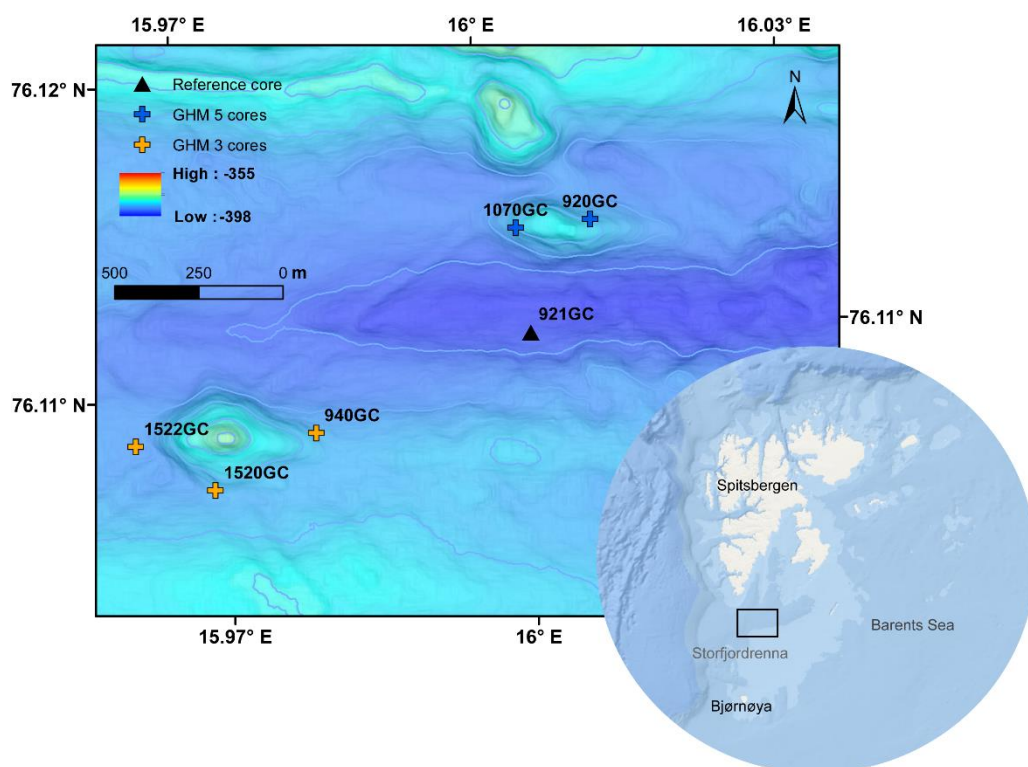 15.97° E
16° E
16.03° E
76.12° N
Reference core
GHM 5 cores
GHM 3 cores
High : -355
Low : -398
N
1070GC
920GC
500
250
0 m
921GC
76.11° N
76.11° N
1522GC
940GC
1520GC
15.97° E
16° E
Spitsbergen
Barents Sea
Storfjordrenna
Bjørnøya